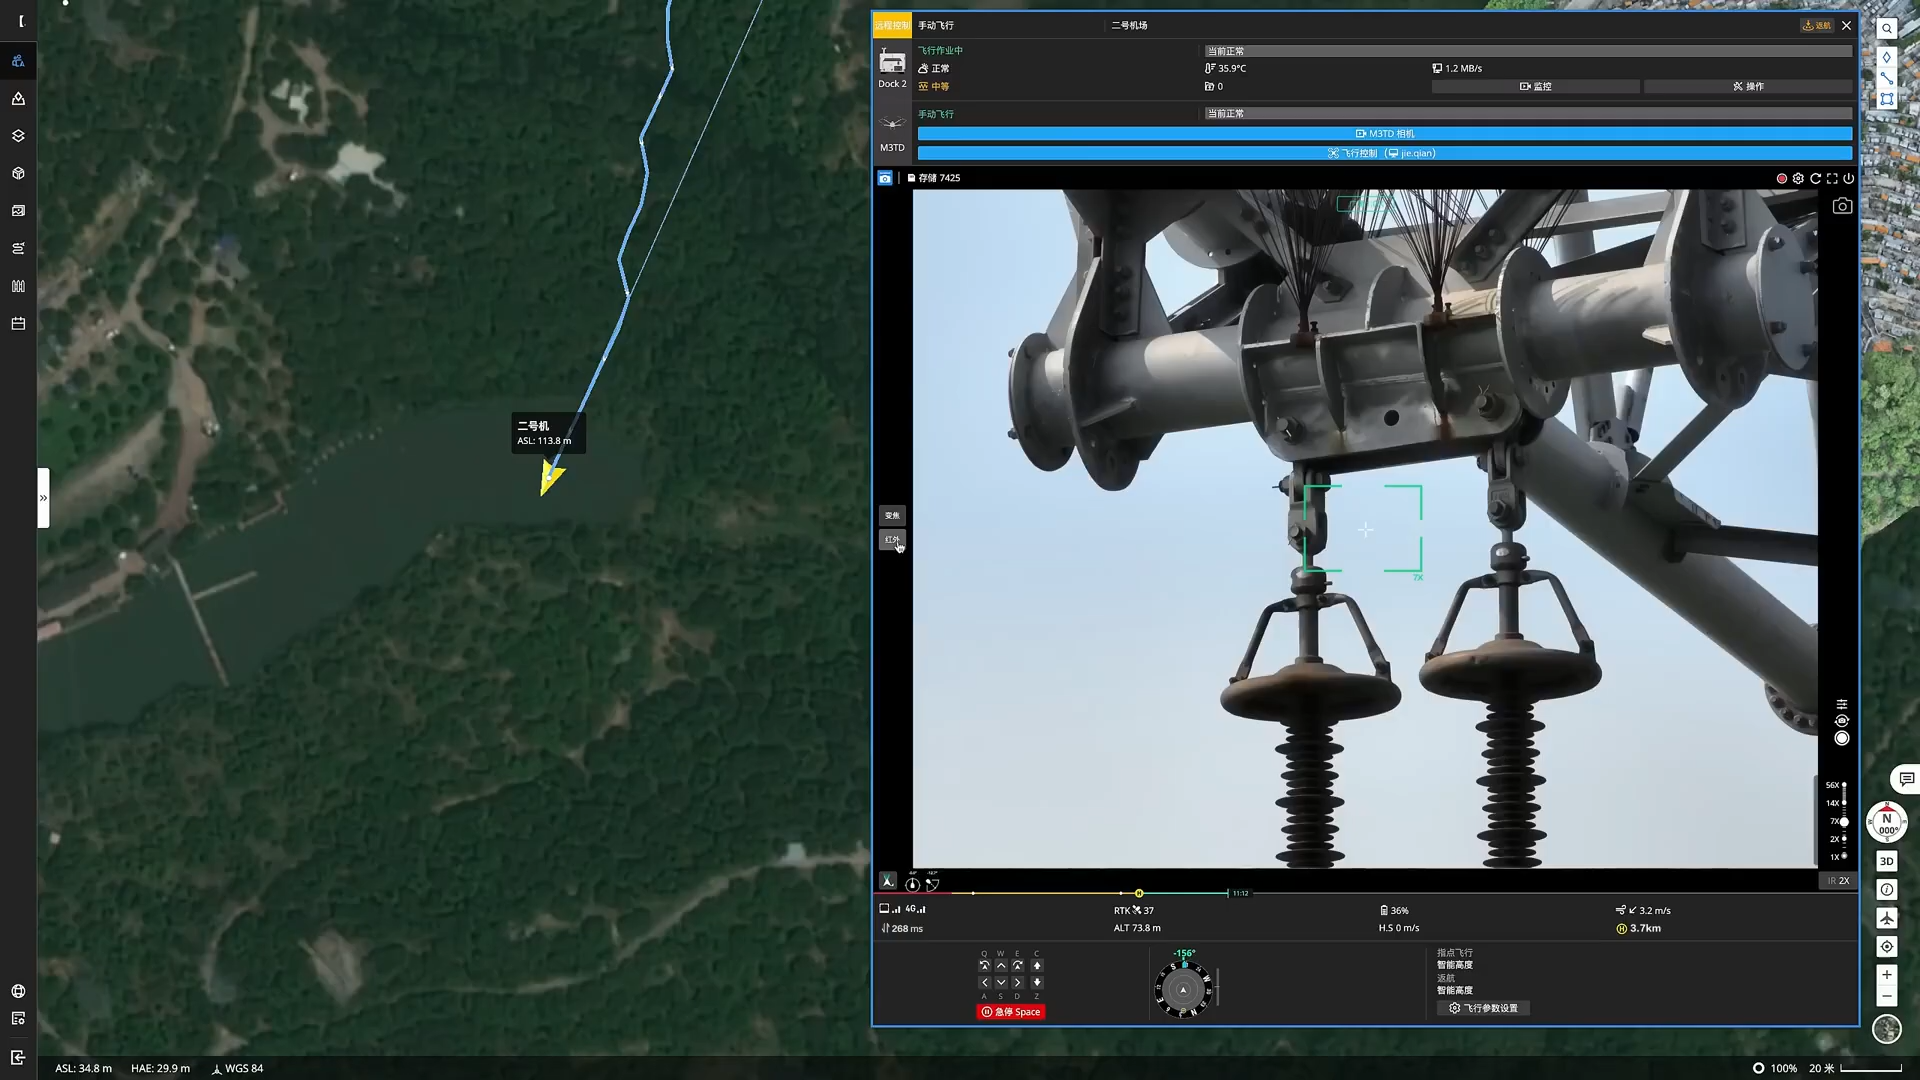 远程控制
手动飞行
二号机场
返航
Dock 2
飞行作业中
当前正常
正常
35.9°C
1.2 MB/s
中等
0
监控
操作
M3TD
手动飞行
当前正常
M3TD 相机
飞行控制 (jie.qian)
存储 7425
变焦
红外
7X
56X
14X
7X
2X
1X
IR 2X
11:12
二号机
ASL: 113.8 m
4G
268 ms
RTK 37
ALT 73.8 m
36%
H.S 0 m/s
3.2 m/s
H 3.7km
Q W E C
A S D Z
急停 Space
-156°
指点飞行
智能高度
返航
智能高度
飞行参数设置
N
000°
3D
ASL: 34.8 m
HAE: 29.9 m
WGS 84
100%
20 米